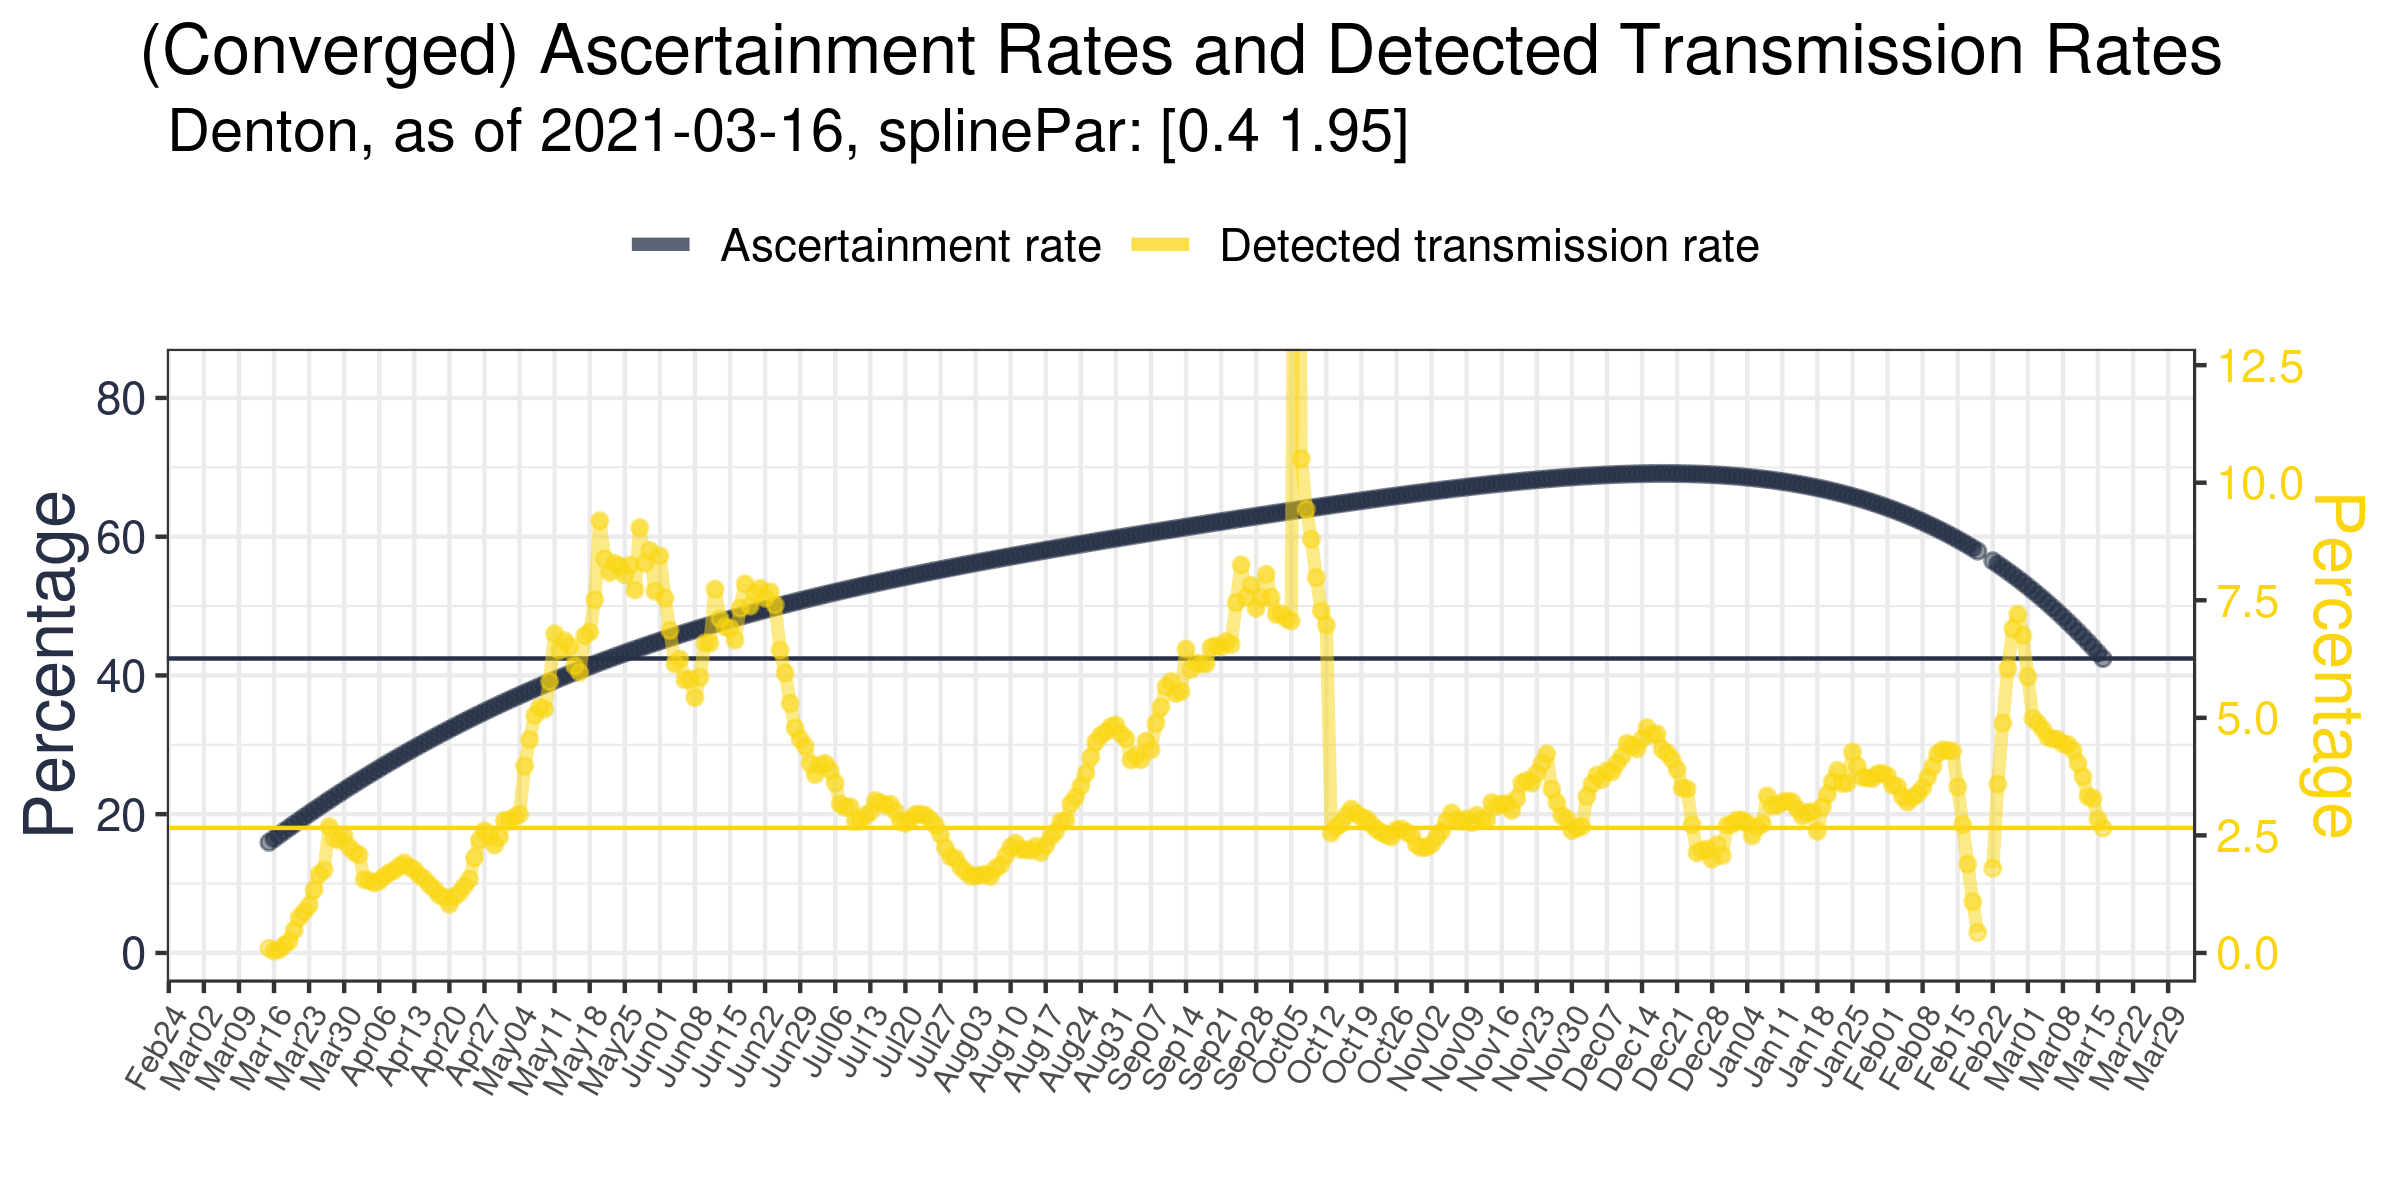 (Converged) Ascertainment Rates and Detected Transmission Rates
Denton, as of 2021-03-16, splinePar: [0.4 1.95]
Ascertainment rate
Detected transmission rate
Percentage
80
60
40
20
0
12.5
10.0
7.5
5.0
2.5
0.0
Percentage
Feb24
Mar02
Mar09
Mar16
Mar23
Mar30
Apr06
Apr13
Apr20
Apr27
May04
May11
May18
May25
Jun01
Jun08
Jun15
Jun22
Jun29
Jul06
Jul13
Jul20
Jul27
Aug03
Aug10
Aug17
Aug24
Aug31
Sep07
Sep14
Sep21
Sep28
Oct05
Oct12
Oct19
Oct26
Nov02
Nov09
Nov16
Nov23
Nov30
Dec07
Dec14
Dec21
Dec28
Jan04
Jan11
Jan18
Jan25
Feb01
Feb08
Feb15
Feb22
Mar01
Mar08
Mar15
Mar22
Mar29